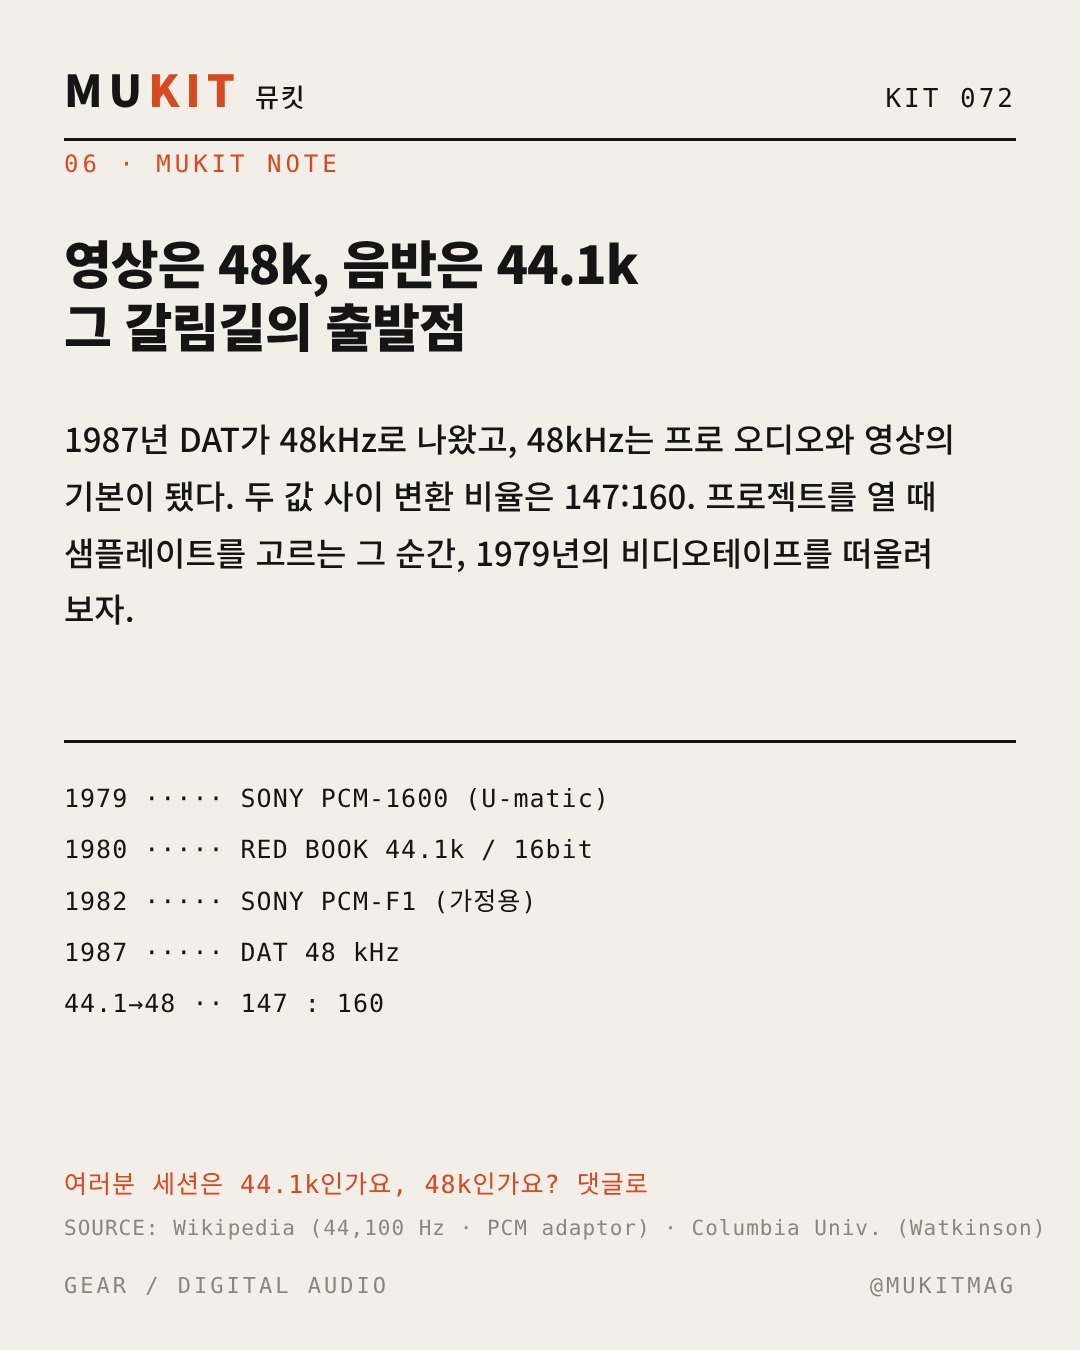 MUKIT 뮤킷 KIT 072
06 · MUKIT NOTE
영상은 48k, 음반은 44.1k
그 갈림길의 출발점
1987년 DAT가 48kHz로 나왔고, 48kHz는 프로 오디오와 영상의
기본이 됐다. 두 값 사이 변환 비율은 147:160. 프로젝트를 열 때
샘플레이트를 고르는 그 순간, 1979년의 비디오테이프를 떠올려
보자.
1979 ····· SONY PCM-1600 (U-matic)
1980 ····· RED BOOK 44.1k / 16bit
1982 ····· SONY PCM-F1 (가정용)
1987 ····· DAT 48 kHz
44.1→48 ·· 147 : 160
여러분 세션은 44.1k인가요, 48k인가요? 댓글로
SOURCE: Wikipedia (44,100 Hz · PCM adaptor) · Columbia Univ. (Watkinson)
GEAR / DIGITAL AUDIO @MUKITMAG